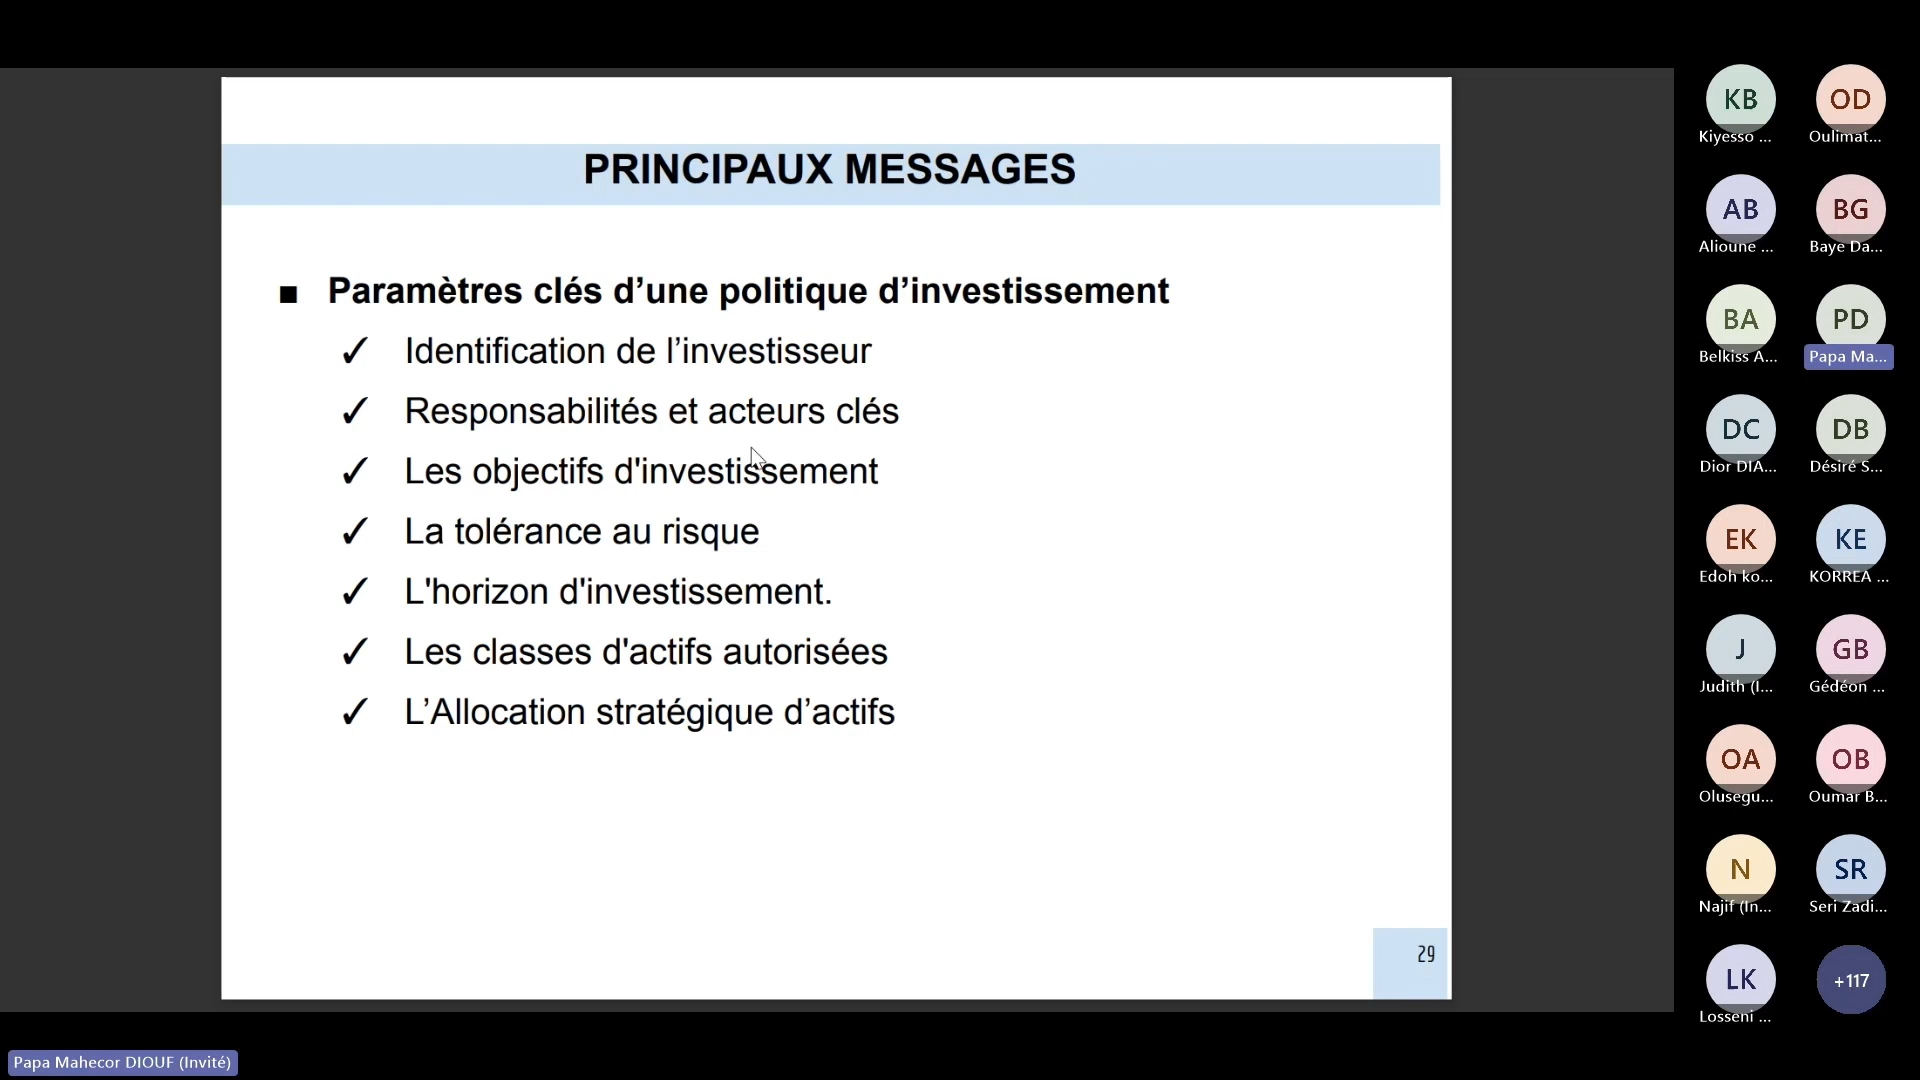 PRINCIPAUX MESSAGES
■ Paramètres clés d’une politique d’investissement
✓ Identification de l’investisseur
✓ Responsabilités et acteurs clés
✓ Les objectifs d'investissement
✓ La tolérance au risque
✓ L'horizon d'investissement.
✓ Les classes d'actifs autorisées
✓ L’Allocation stratégique d’actifs
29
KB OD
Kiyesso ... Oulimat...
AB BG
Alioune ... Baye Da...
BA PD
Belkiss A... Papa Ma...
DC DB
Dior DIA... Désiré S...
EK KE
Edoh ko... KORREA ...
J GB
Judith (I... Gédéon ...
OA OB
Olusegu... Oumar B...
N SR
Najif (In... Seri Zadi...
LK +117
Losseni ...
Papa Mahecor DIOUF (Invité)